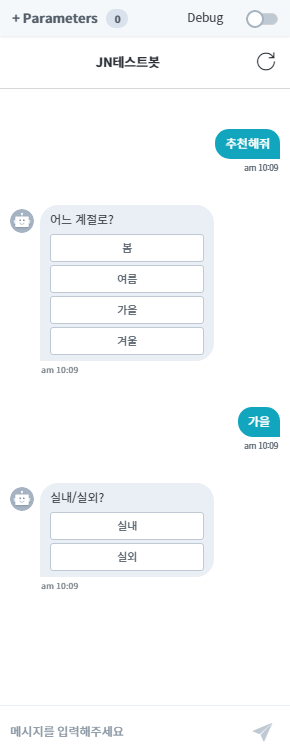 + Parameters 0 Debug
JN테스트봇
추천해줘
am 10:09
어느 계절로?
봄
여름
가을
겨울
am 10:09
가을
am 10:09
실내/실외?
실내
실외
am 10:09
메시지를 입력해주세요